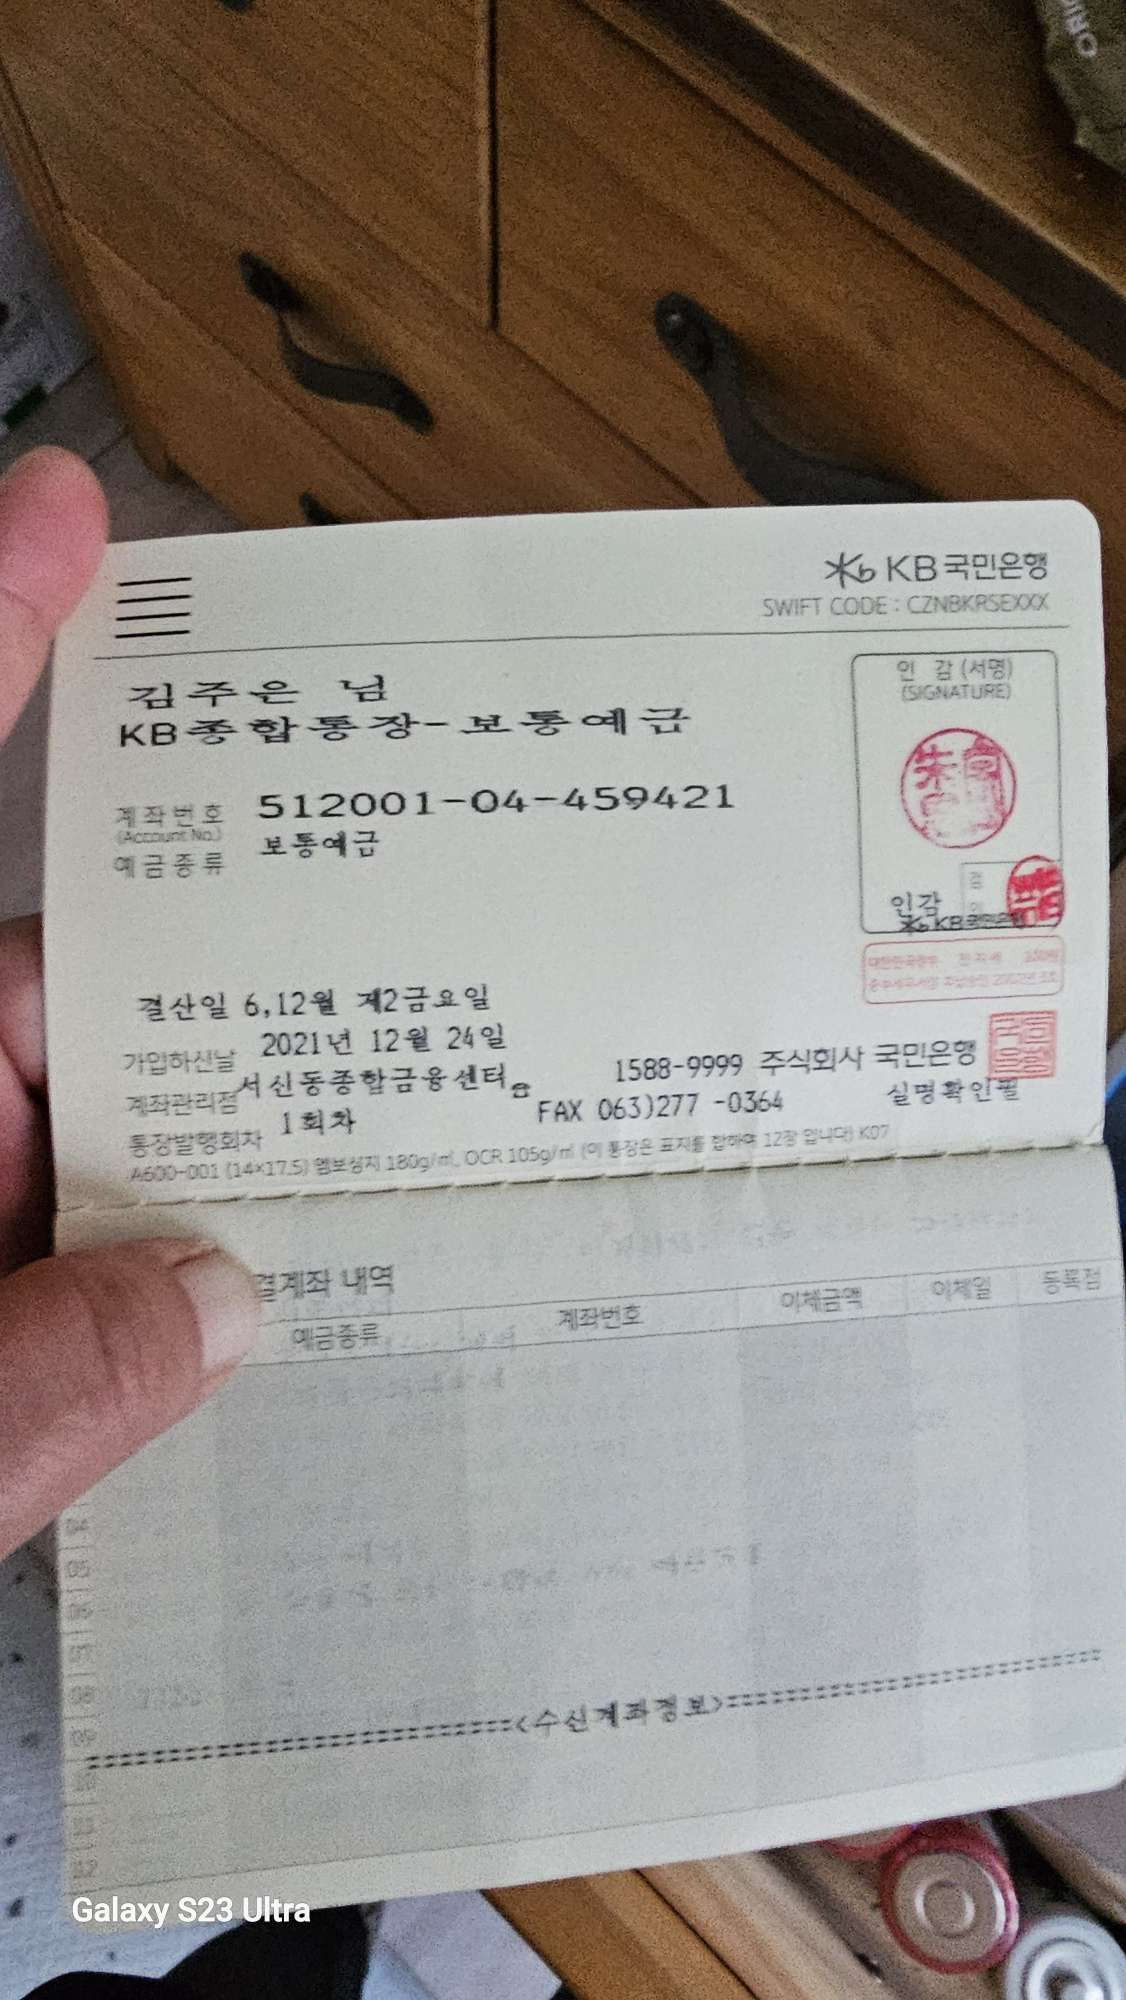 KB국민은행
SWIFT CODE : CZNBKRSEXXX
김주은 님
KB종합통장-보통예금
인 감 (서명)
(SIGNATURE)
계좌번호 512001-04-459421
(Account No.)
예금종류 보통예금
인감
KB국민은행
결산일 6,12월 제2금요일
가입하신날 2021년 12월 24일
계좌관리점 서신동종합금융센터 ☎ 1588-9999 주식회사 국민은행
FAX 063)277 -0364 실명확인필
통장발행회차 1회차
A600-001 (14×17.5) 엠보싱지 180g/㎡, OCR 105g/㎡ (이 통장은 표지를 합하여 12장 입니다) K07
결계좌 내역
예금종류 계좌번호 이체금액 이체일 등록점
<수신계좌정보>
Galaxy S23 Ultra